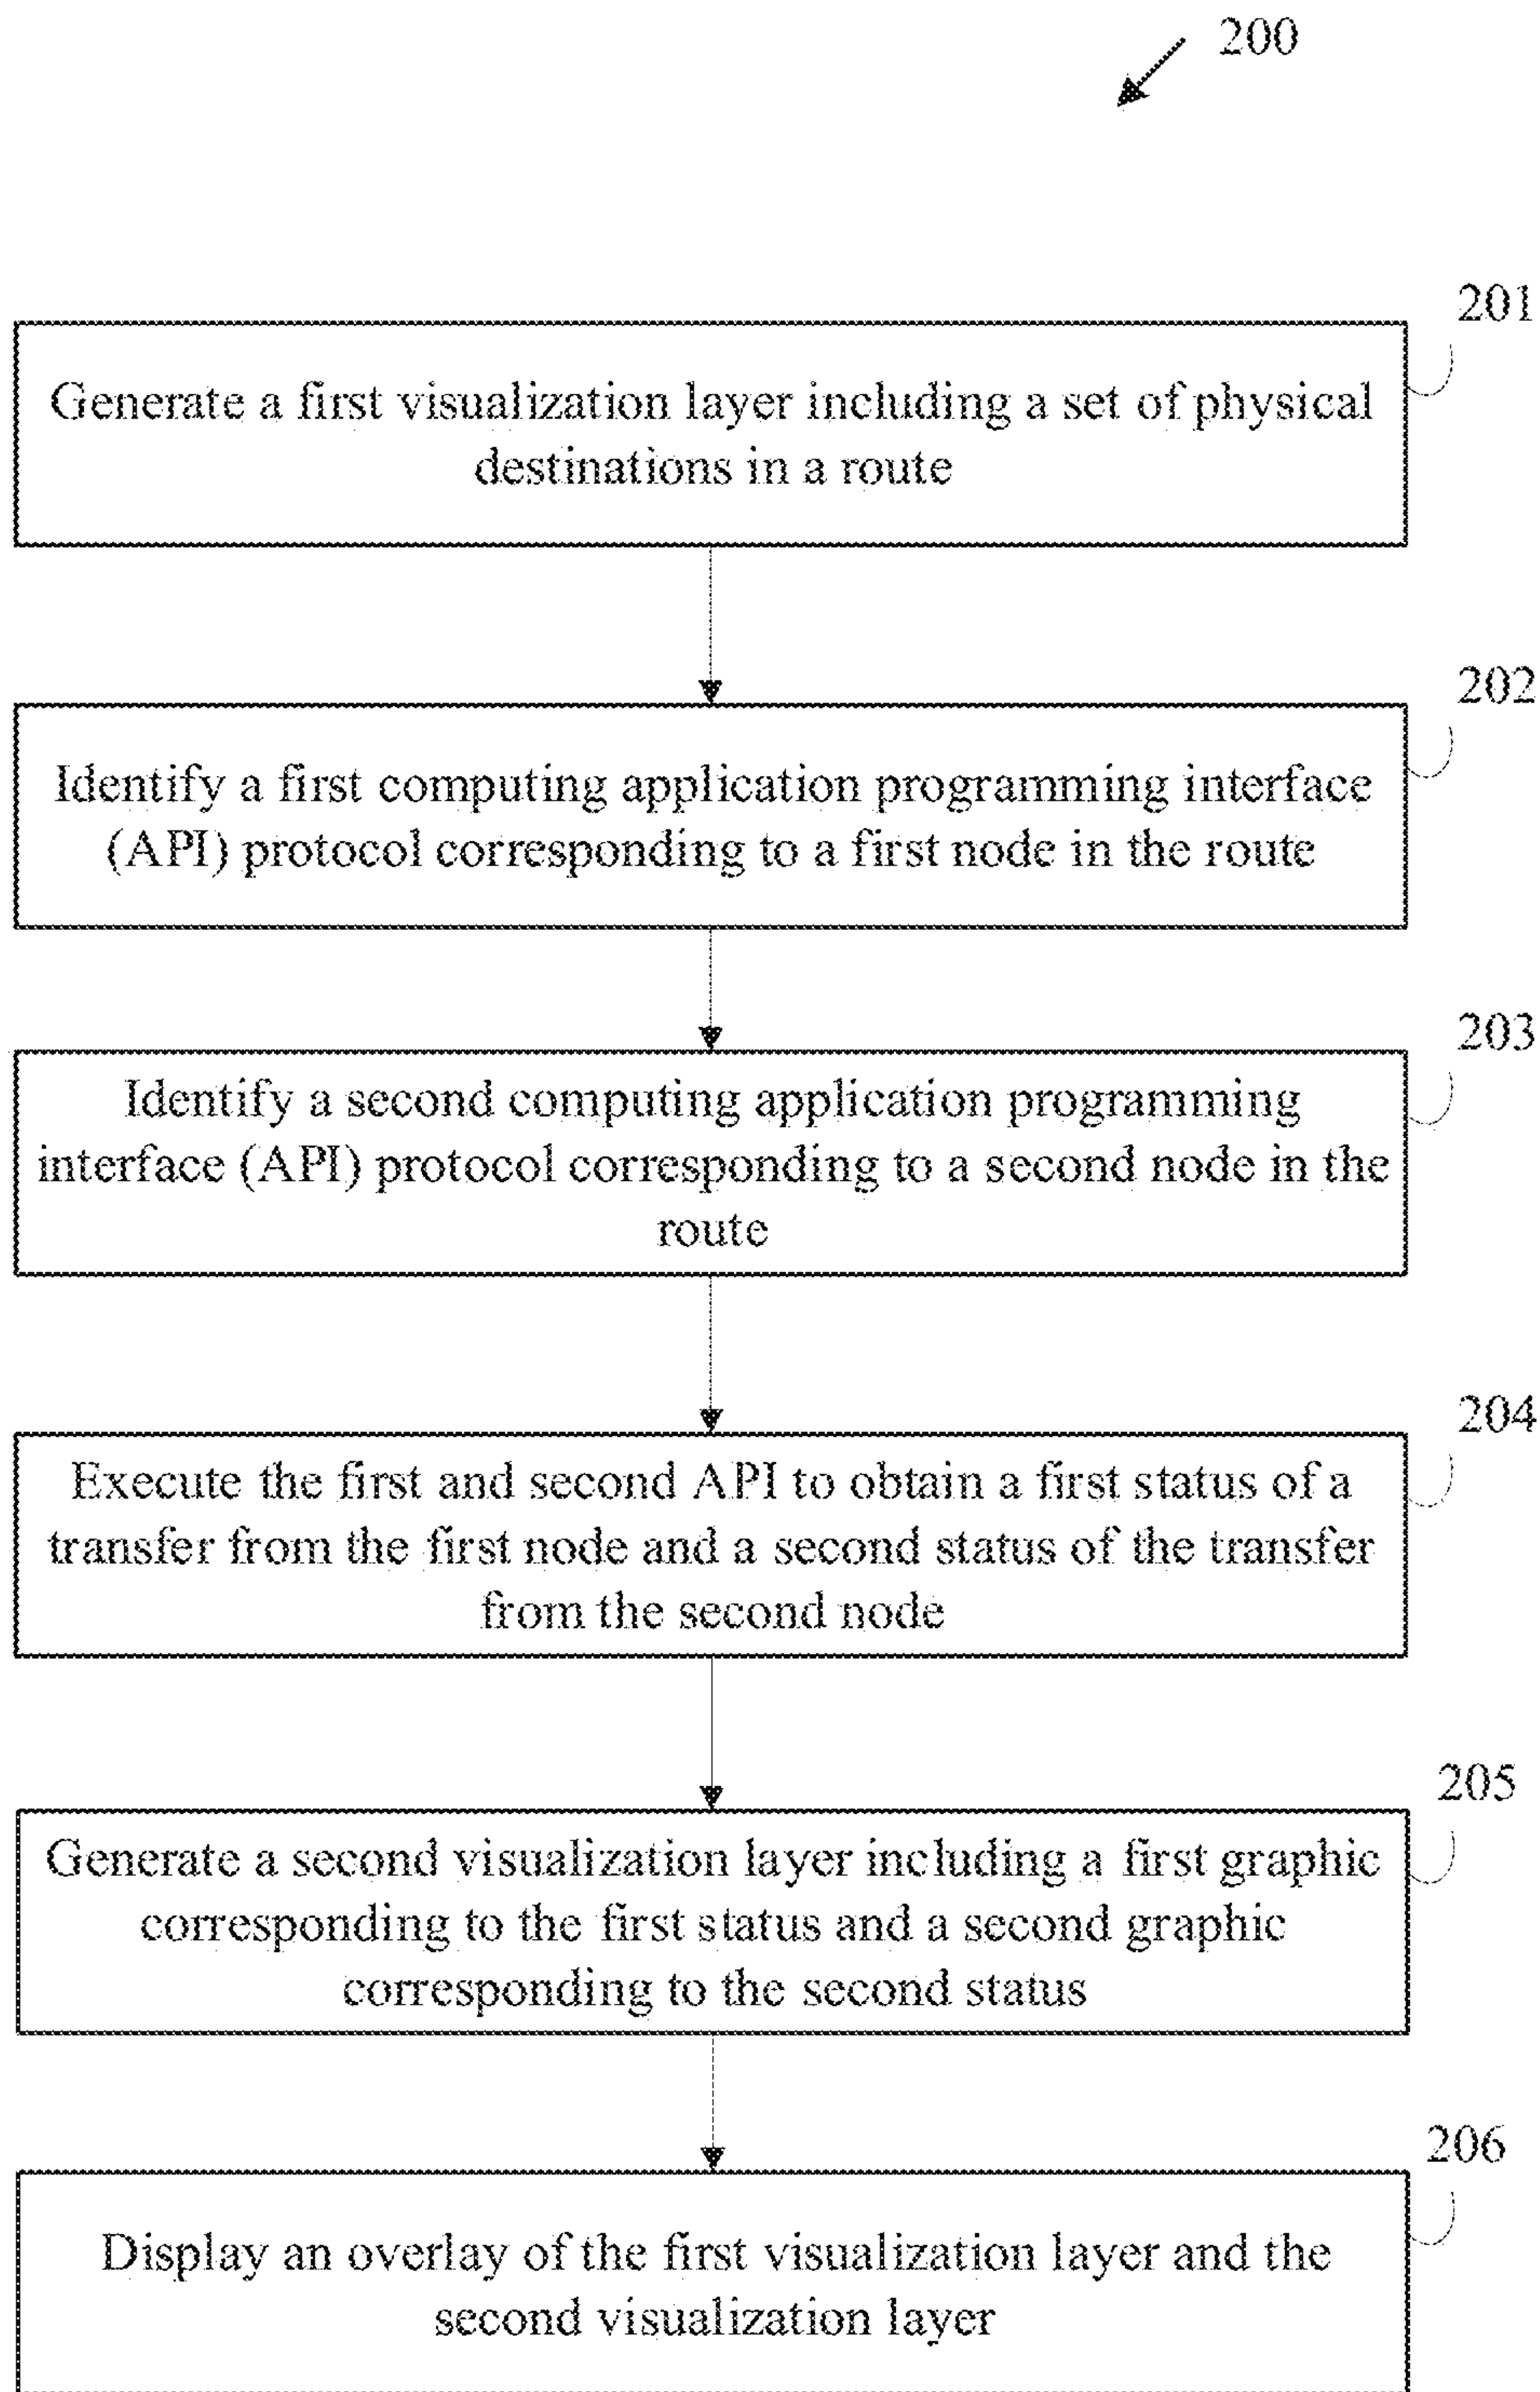 200
201
Generate a first visualization layer including a set of physical
destinations in a route
202
Identify a first computing application programming interface
(API) protocol corresponding to a first node in the route
203
Identify a second computing application programming
interface (API) protocol corresponding to a second node in the
route
204
Execute the first and second API to obtain a first status of a
transfer from the first node and a second status of the transfer
from the second node
205
Generate a second visualization layer including a first graphic
corresponding to the first status and a second graphic
corresponding to the second status
206
Display an overlay of the first visualization layer and the
second visualization layer